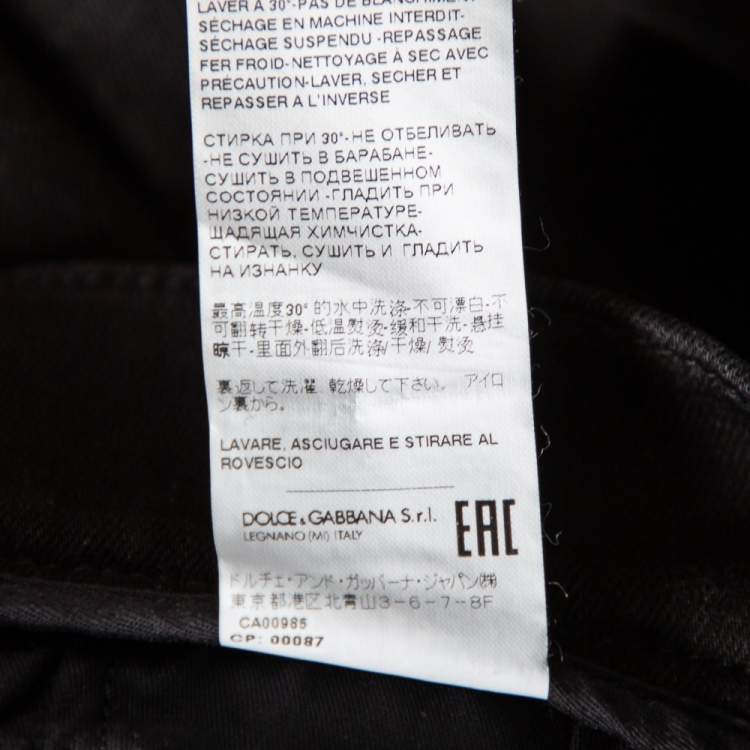 LAVER A 30°-PAS DE BLANCHIMENT
SÉCHAGE EN MACHINE INTERDIT-
SÉCHAGE SUSPENDU -REPASSAGE
FER FROID-NETTOYAGE À SEC AVEC
PRÉCAUTION-LAVER, SECHER ET
REPASSER A L'INVERSE
СТИРКА ПРИ 30°-НЕ ОТБЕЛИВАТЬ
-НЕ СУШИТЬ В БАРАБАНЕ-
СУШИТЬ В ПОДВЕШЕННОМ
СОСТОЯНИИ -ГЛАДИТЬ ПРИ
НИЗКОЙ ТЕМПЕРАТУРЕ-
ЩАДЯЩАЯ ХИМЧИСТКА-
СТИРАТЬ, СУШИТЬ И ГЛАДИТЬ
НА ИЗНАНКУ
最高温度30°的水中洗涤-不可漂白-不
可翻转干燥-低温熨烫-缓和干洗-悬挂
晾干-里面外翻后洗涤/干燥/ 熨烫
裏返して洗濯 乾燥して下さい。 アイロ
ン裏から。
LAVARE, ASCIUGARE E STIRARE AL
ROVESCIO
DOLCE & GABBANA S.r.l.
LEGNANO (MI) ITALY
EAC
ドルチェ・アンド・ガッバーナ・ジャパン㈱
東京都港区北青山3-6-7-8F
CA00985
CP: 00087